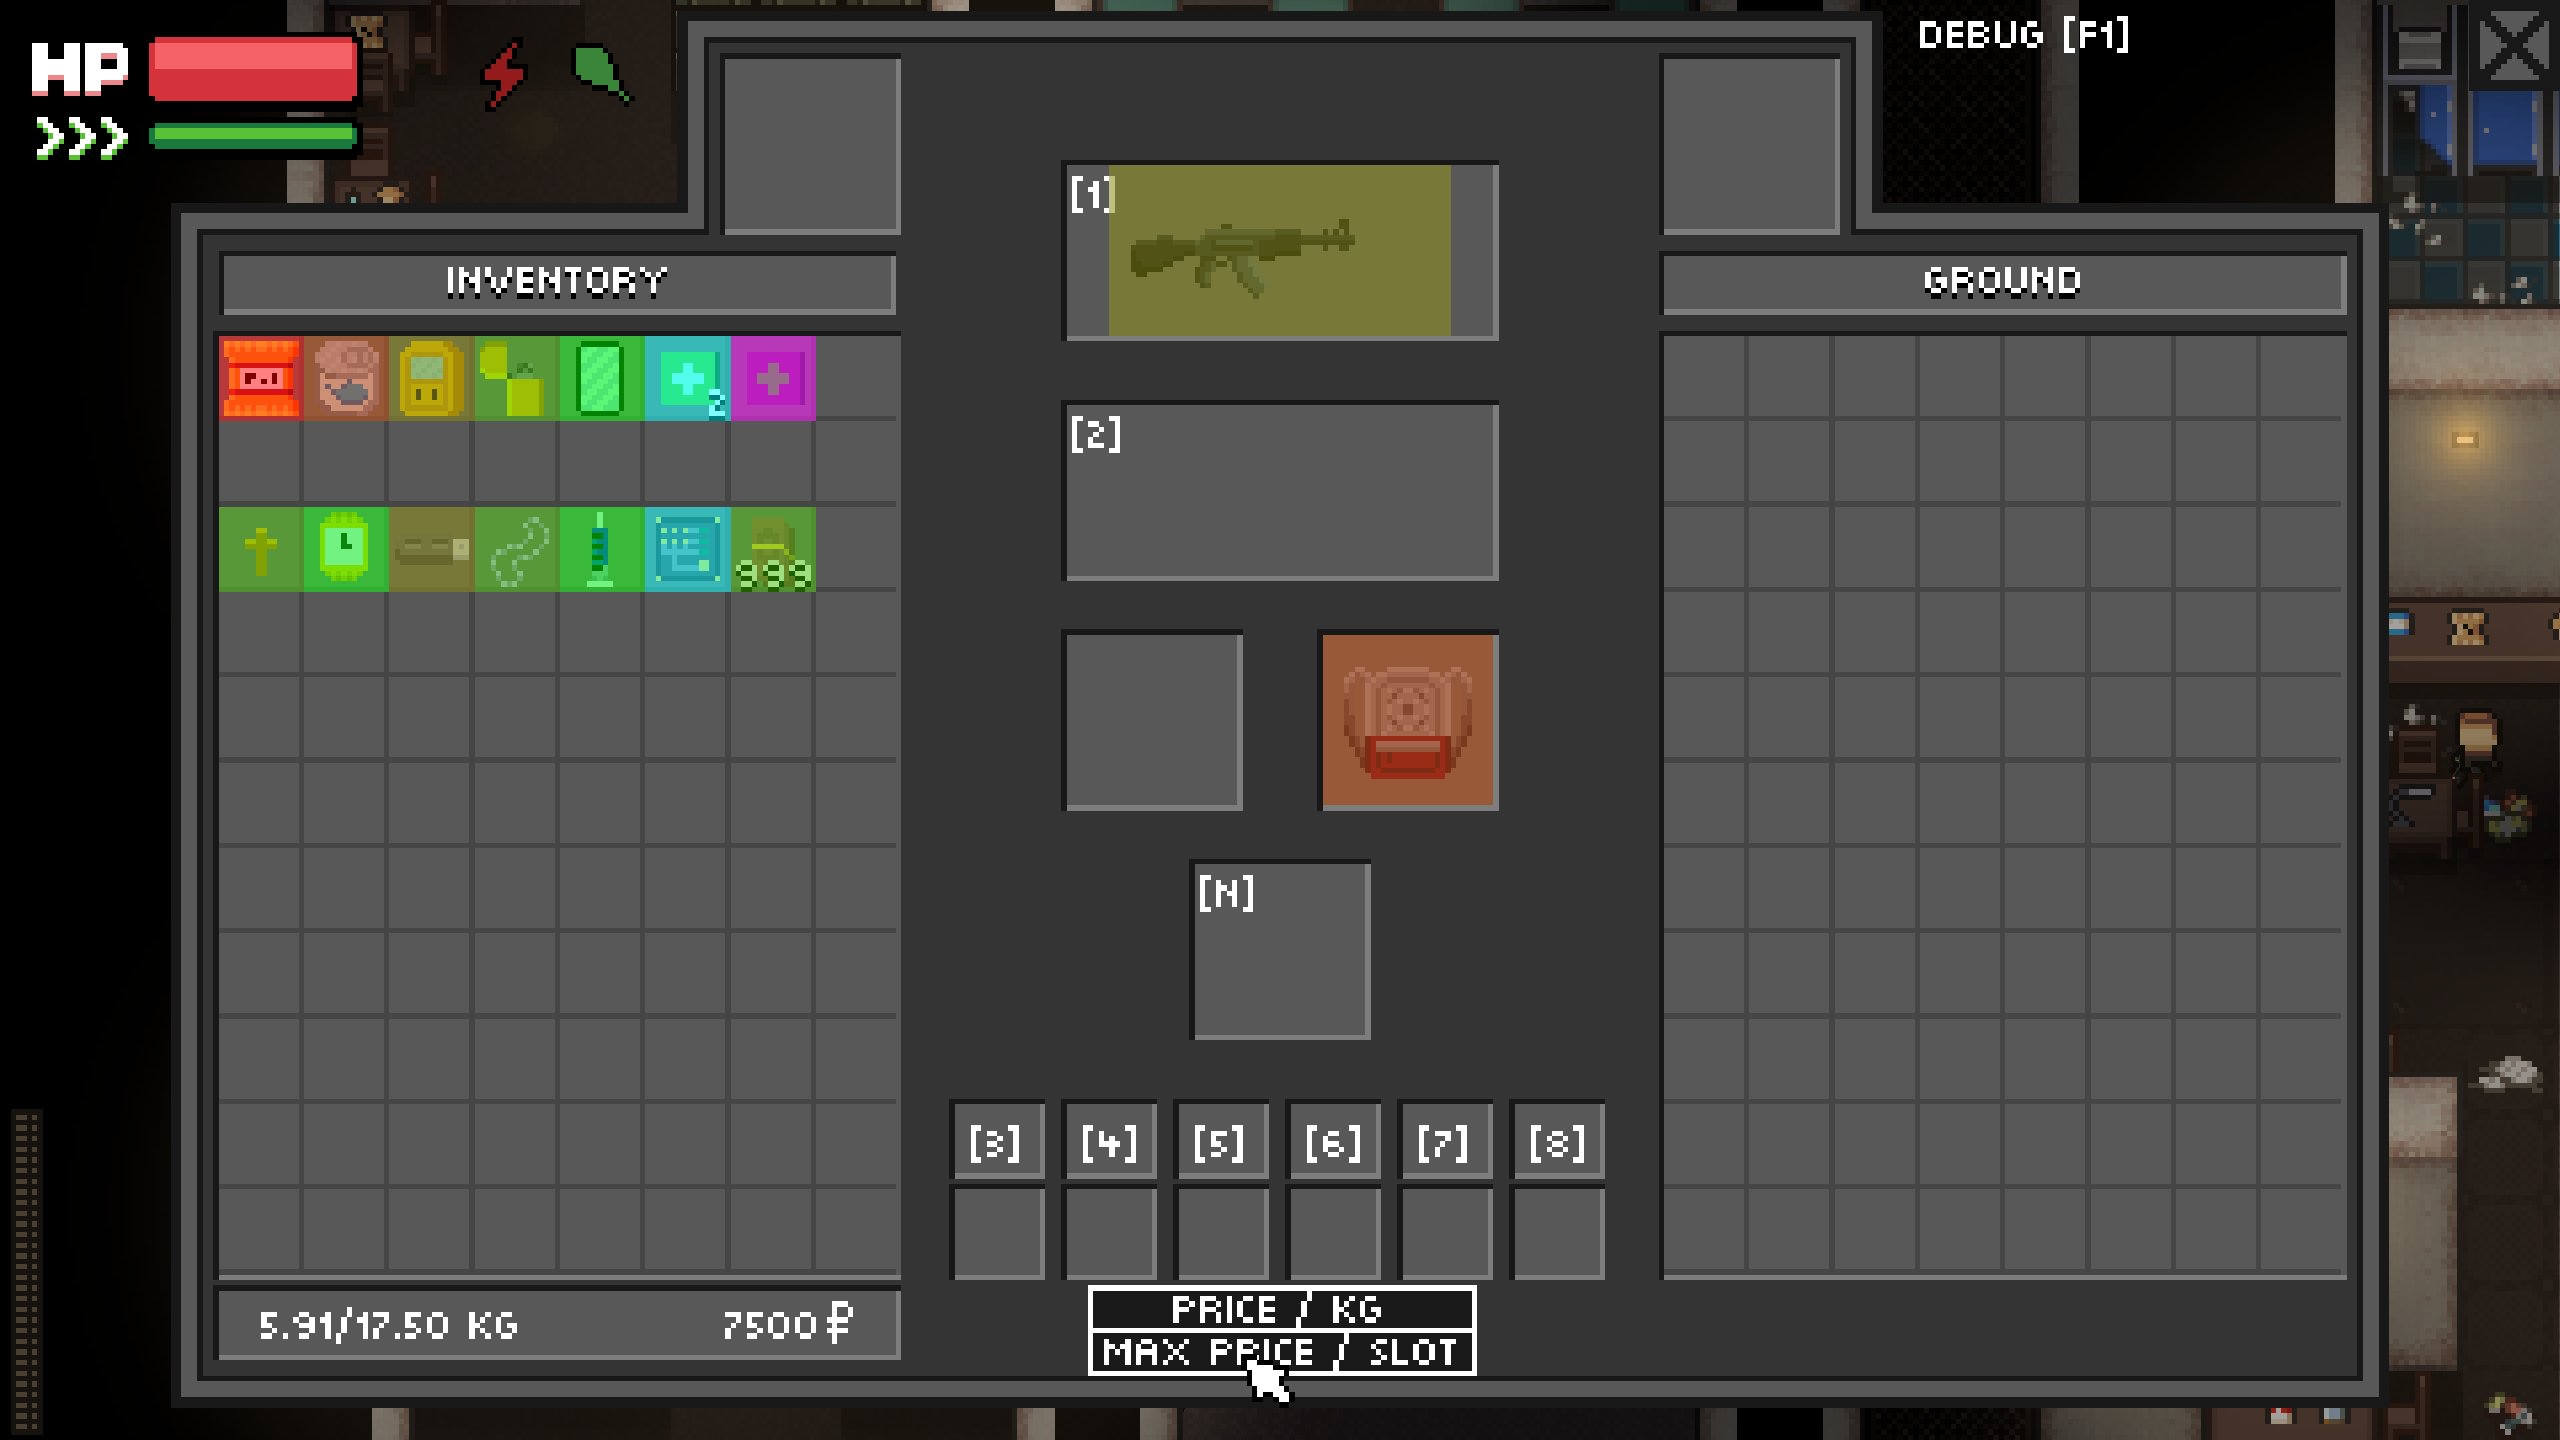 HP
DEBUG [F1]
[1]
INVENTORY
GROUND
2
[2]
999
[N]
[3] [4] [5] [6] [7] [8]
5.91/17.50 KG 7500₽
PRICE / KG
MAX PRICE / SLOT